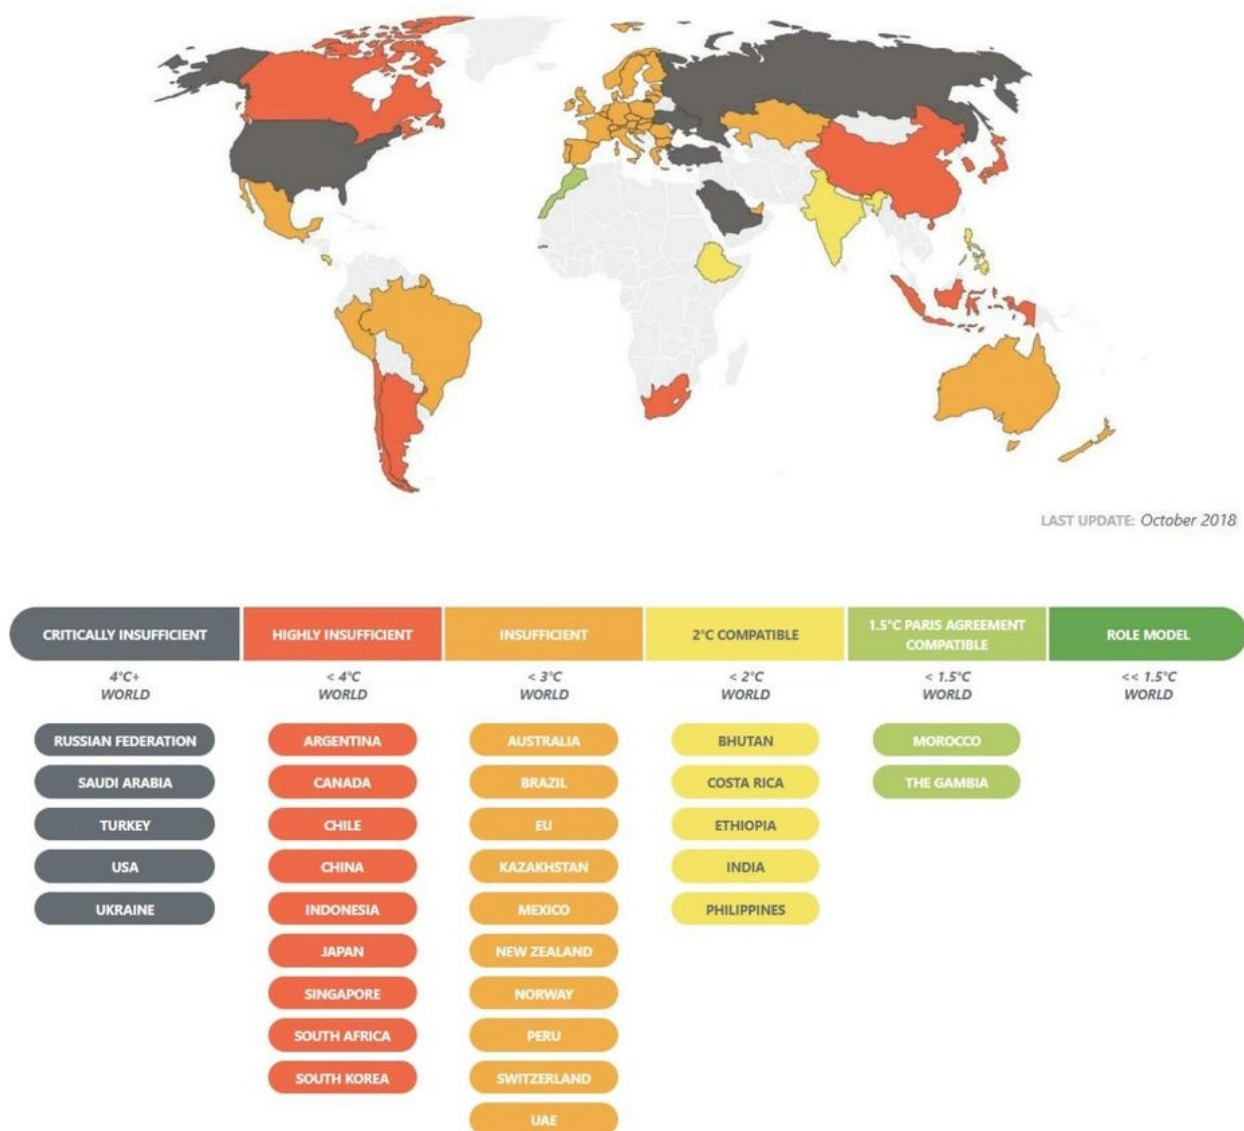 LAST UPDATE: October 2018
CRITICALLY INSUFFICIENT
HIGHLY INSUFFICIENT
INSUFFICIENT
2°C COMPATIBLE
1.5°C PARIS AGREEMENT
COMPATIBLE
ROLE MODEL
4°C+
WORLD
< 4°C
WORLD
< 3°C
WORLD
< 2°C
WORLD
< 1.5°C
WORLD
<< 1.5°C
WORLD
RUSSIAN FEDERATION
SAUDI ARABIA
TURKEY
USA
UKRAINE
ARGENTINA
CANADA
CHILE
CHINA
INDONESIA
JAPAN
SINGAPORE
SOUTH AFRICA
SOUTH KOREA
AUSTRALIA
BRAZIL
EU
KAZAKHSTAN
MEXICO
NEW ZEALAND
NORWAY
PERU
SWITZERLAND
UAE
BHUTAN
COSTA RICA
ETHIOPIA
INDIA
PHILIPPINES
MOROCCO
THE GAMBIA